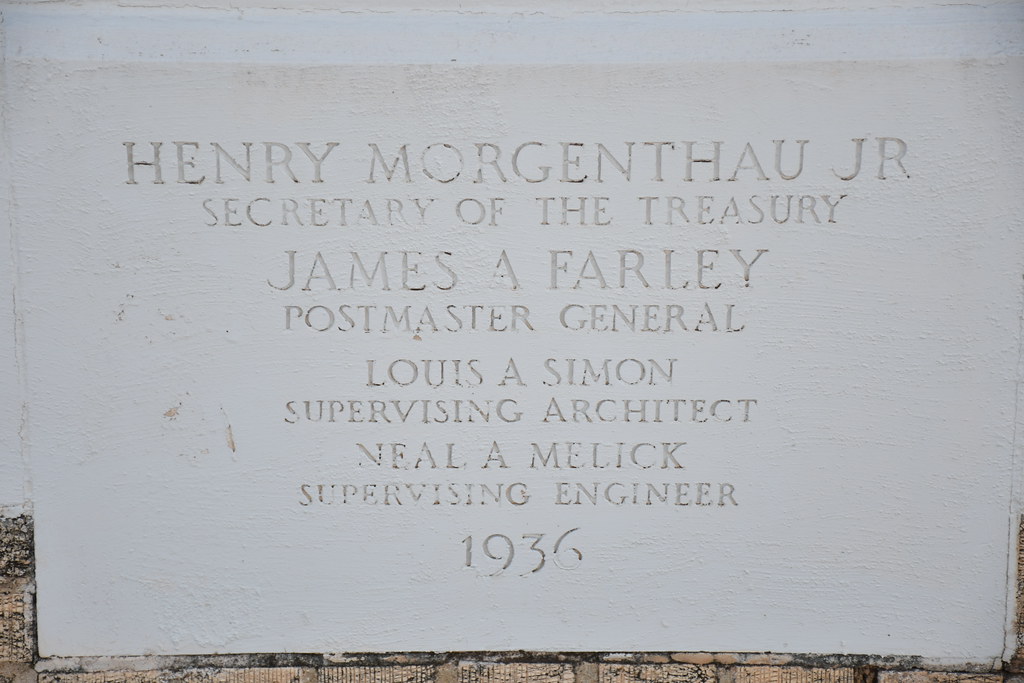 HENRY MORGENTHAU JR
SECRETARY OF THE TREASURY
JAMES A FARLEY
POSTMASTER GENERAL
LOUIS A SIMON
SUPERVISING ARCHITECT
NEAL A MELICK
SUPERVISING ENGINEER
1936